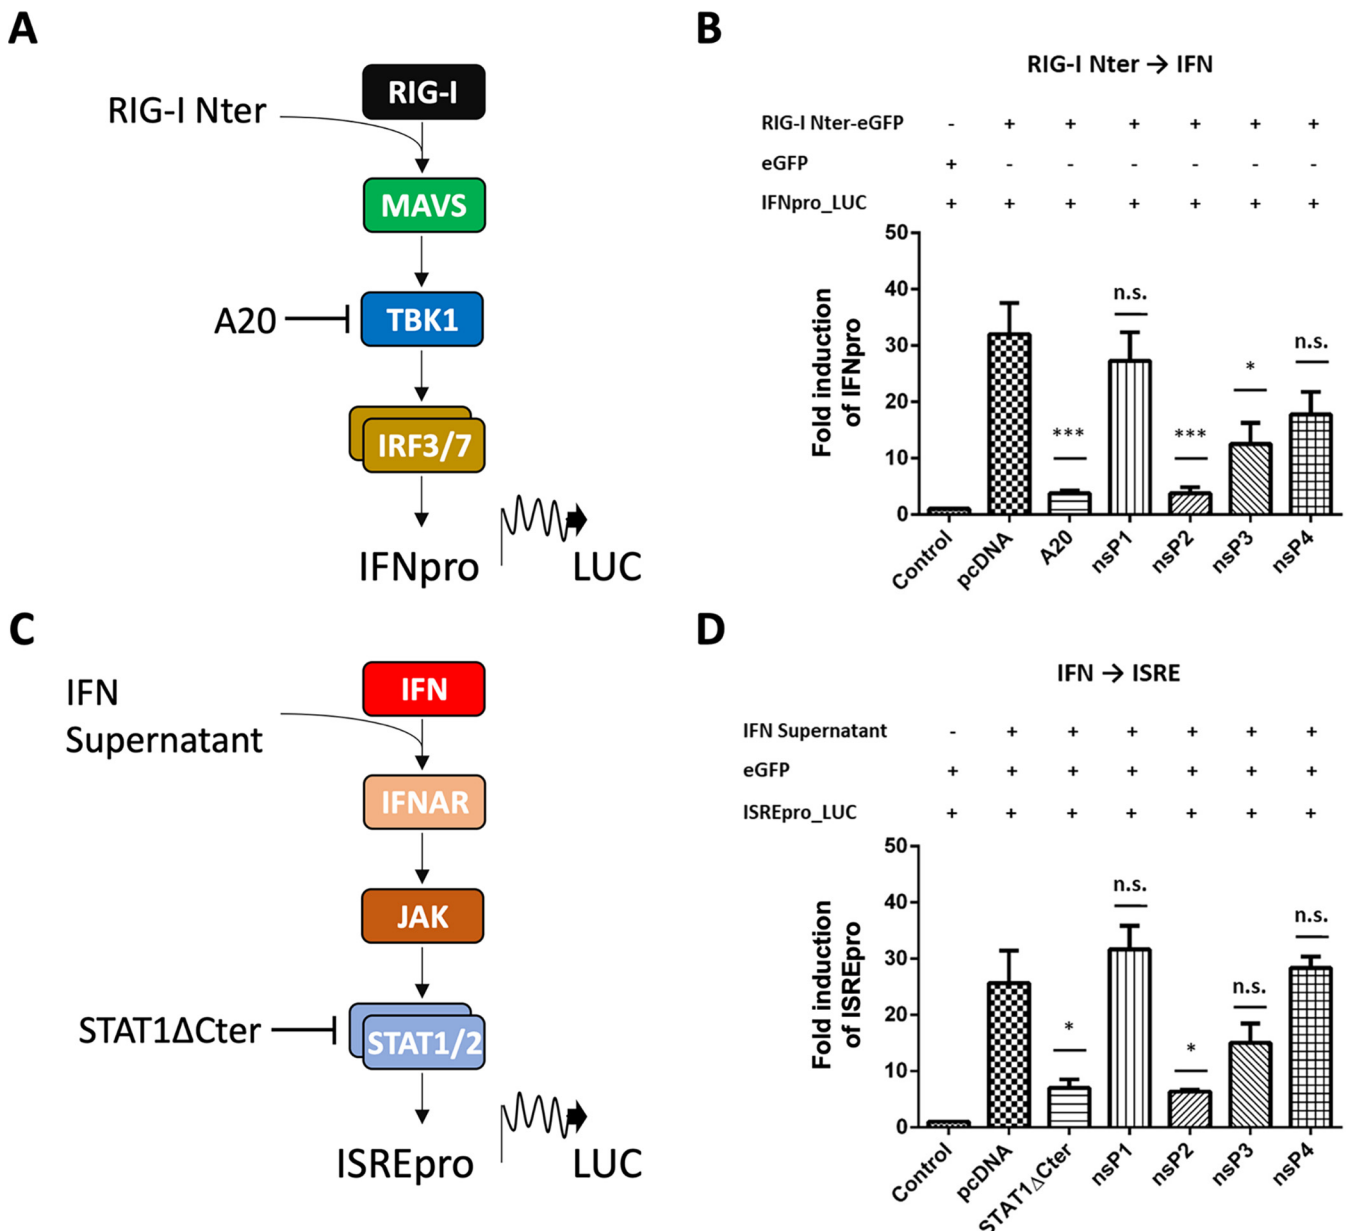 A
RIG-I Nter
RIG-I
MAVS
A20
TBK1
IRF3/7
IFNpro
LUC
B
RIG-I Nter → IFN
RIG-I Nter-eGFP - + + + + + +
eGFP + - - - - - -
IFNpro_LUC + + + + + + +
Fold induction
of IFNpro
50
40
30
20
10
0
***
n.s.
***
*
n.s.
Control
pcDNA
A20
nsP1
nsP2
nsP3
nsP4
C
IFN
Supernatant
IFN
IFNAR
JAK
STAT1ΔCter
STAT1/2
ISREpro
LUC
D
IFN → ISRE
IFN Supernatant - + + + + + +
eGFP + + + + + + +
ISREpro_LUC + + + + + + +
Fold induction
of ISREpro
50
40
30
20
10
0
*
n.s.
*
n.s.
n.s.
Control
pcDNA
STAT1△Cter
nsP1
nsP2
nsP3
nsP4